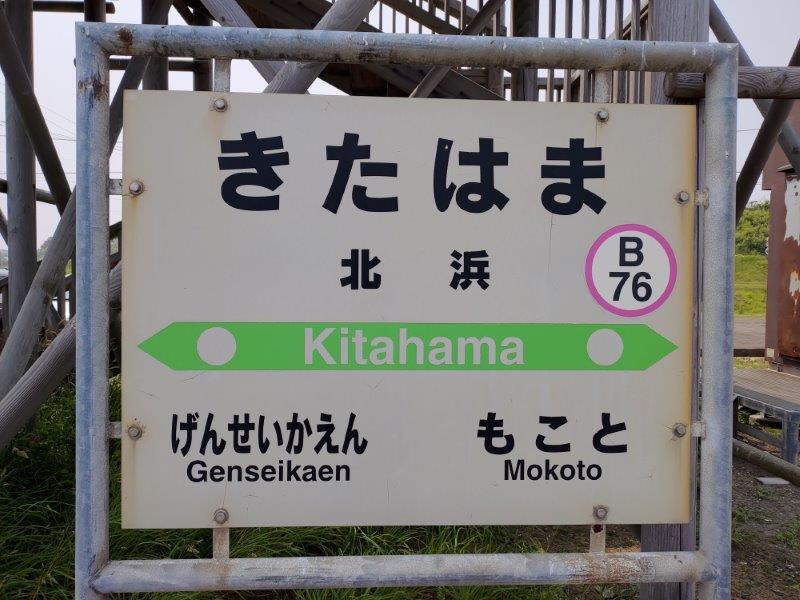 きたはま
北浜
B
76
Kitahama
げんせいかえん
Genseikaen
もこと
Mokoto